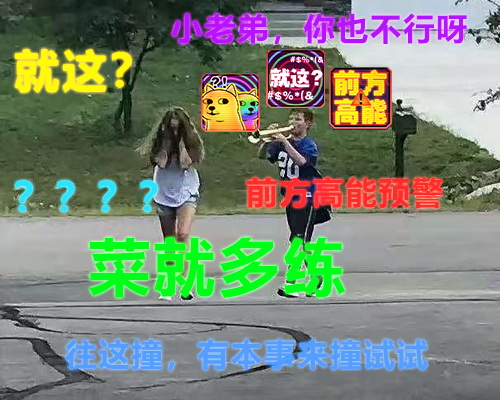 小老弟，你也不行呀
就这？
?!
#$%*(&
就这?
#$%*(&
前方
高能
20
？？？？
前方高能预警
菜就多练
往这撞，有本事来撞试试